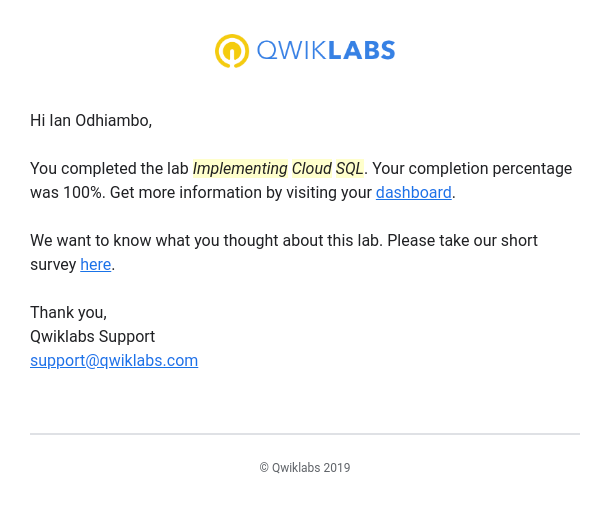 QWIKLABS
Hi Ian Odhiambo,
You completed the lab Implementing Cloud SQL. Your completion percentage
was 100%. Get more information by visiting your dashboard.
We want to know what you thought about this lab. Please take our short
survey here.
Thank you,
Qwiklabs Support
support@qwiklabs.com
© Qwiklabs 2019